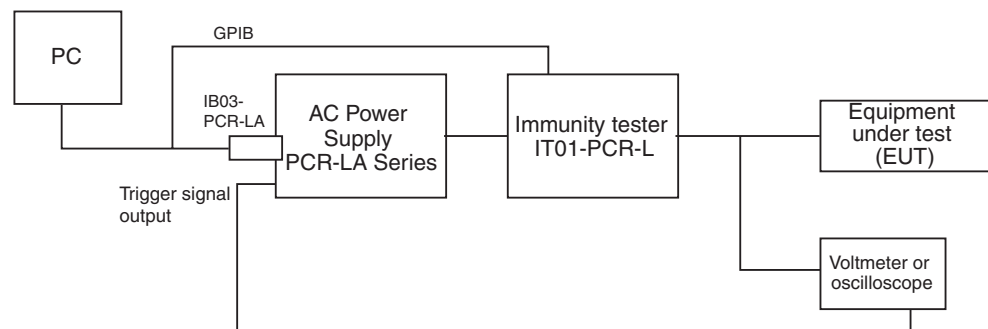 PC
GPIB
IB03-
PCR-LA
AC Power
Supply
PCR-LA Series
Immunity tester
IT01-PCR-L
Equipment
under test
(EUT)
Trigger signal
output
Voltmeter or
oscilloscope